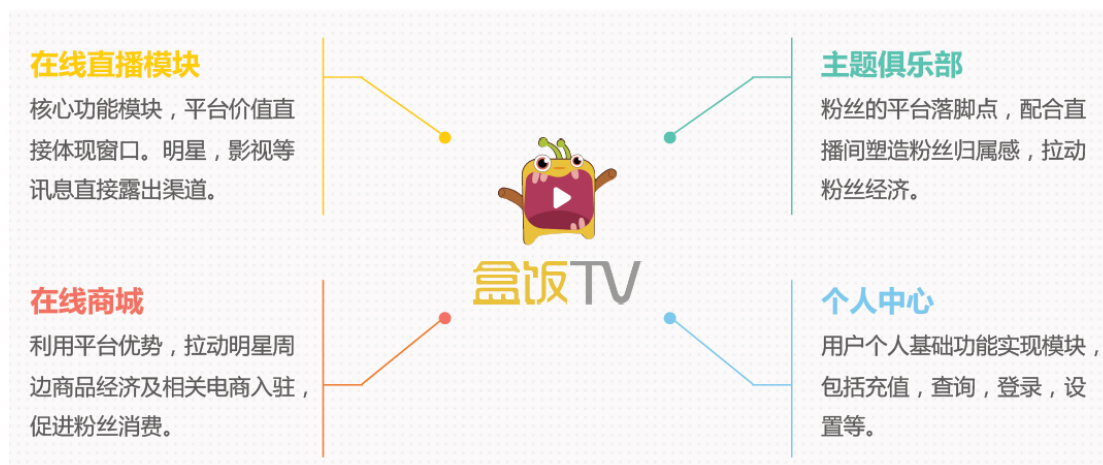 在线直播模块
核心功能模块，平台价值直
接体现窗口。明星，影视等
讯息直接露出渠道。
主题俱乐部
粉丝的平台落脚点，配合直
播间塑造粉丝归属感，拉动
粉丝经济。
盒饭TV
在线商城
利用平台优势，拉动明星周
边商品经济及相关电商入驻，
促进粉丝消费。
个人中心
用户个人基础功能实现模块，
包括充值，查询，登录，设
置等。